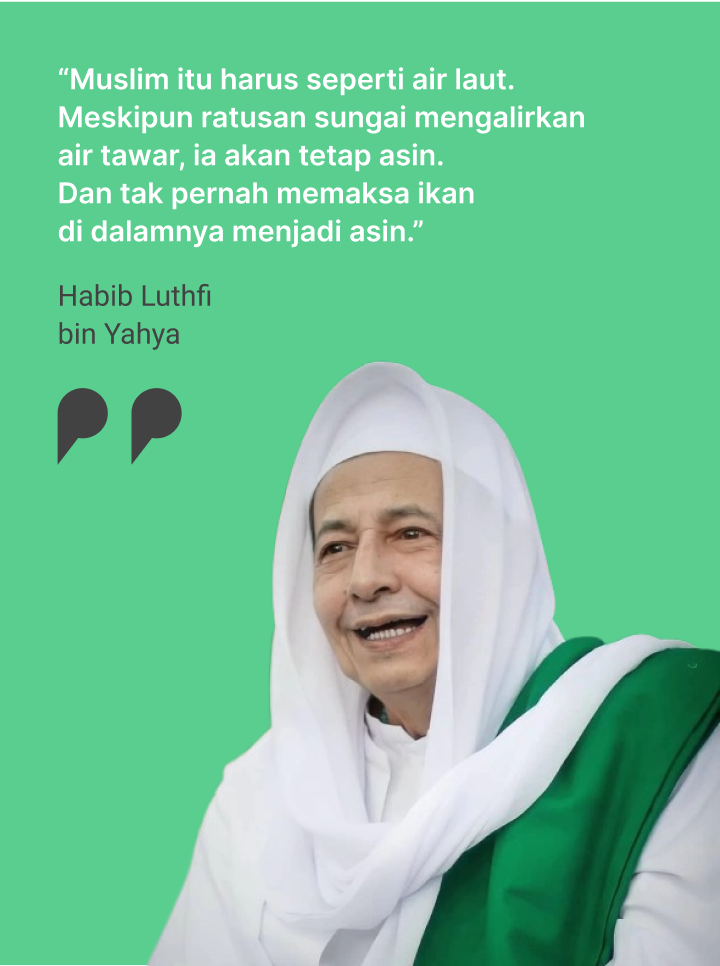 “Muslim itu harus seperti air laut.
Meskipun ratusan sungai mengalirkan
air tawar, ia akan tetap asin.
Dan tak pernah memaksa ikan
di dalamnya menjadi asin.”
Habib Luthfi
bin Yahya